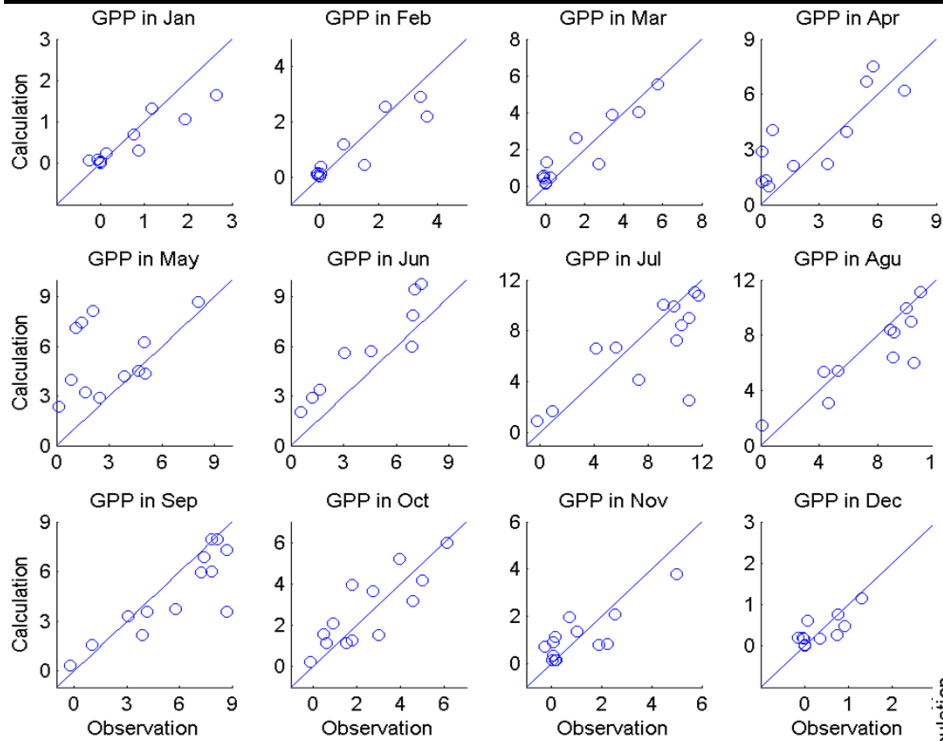 GPP in Jan GPP in Feb GPP in Mar GPP in Apr
Calculation
3 2 1 0
4 2 0
8 6 4 2 0
9 6 3 0
0 1 2 3
0 2 4
0 2 4 6 8
0 3 6 9
GPP in May GPP in Jun GPP in Jul GPP in Agu
Calculation
9 6 3 0
9 6 3 0
12 8 4 0
12 8 4 0
0 3 6 9
0 3 6 9
0 4 8 12
0 4 8 1
GPP in Sep GPP in Oct GPP in Nov GPP in Dec
Calculation
9 6 3 0
6 4 2 0
6 4 2 0
3 2 1 0
0 3 6 9
0 2 4 6
0 2 4 6
0 1 2
Observation Observation Observation Observation
ulation